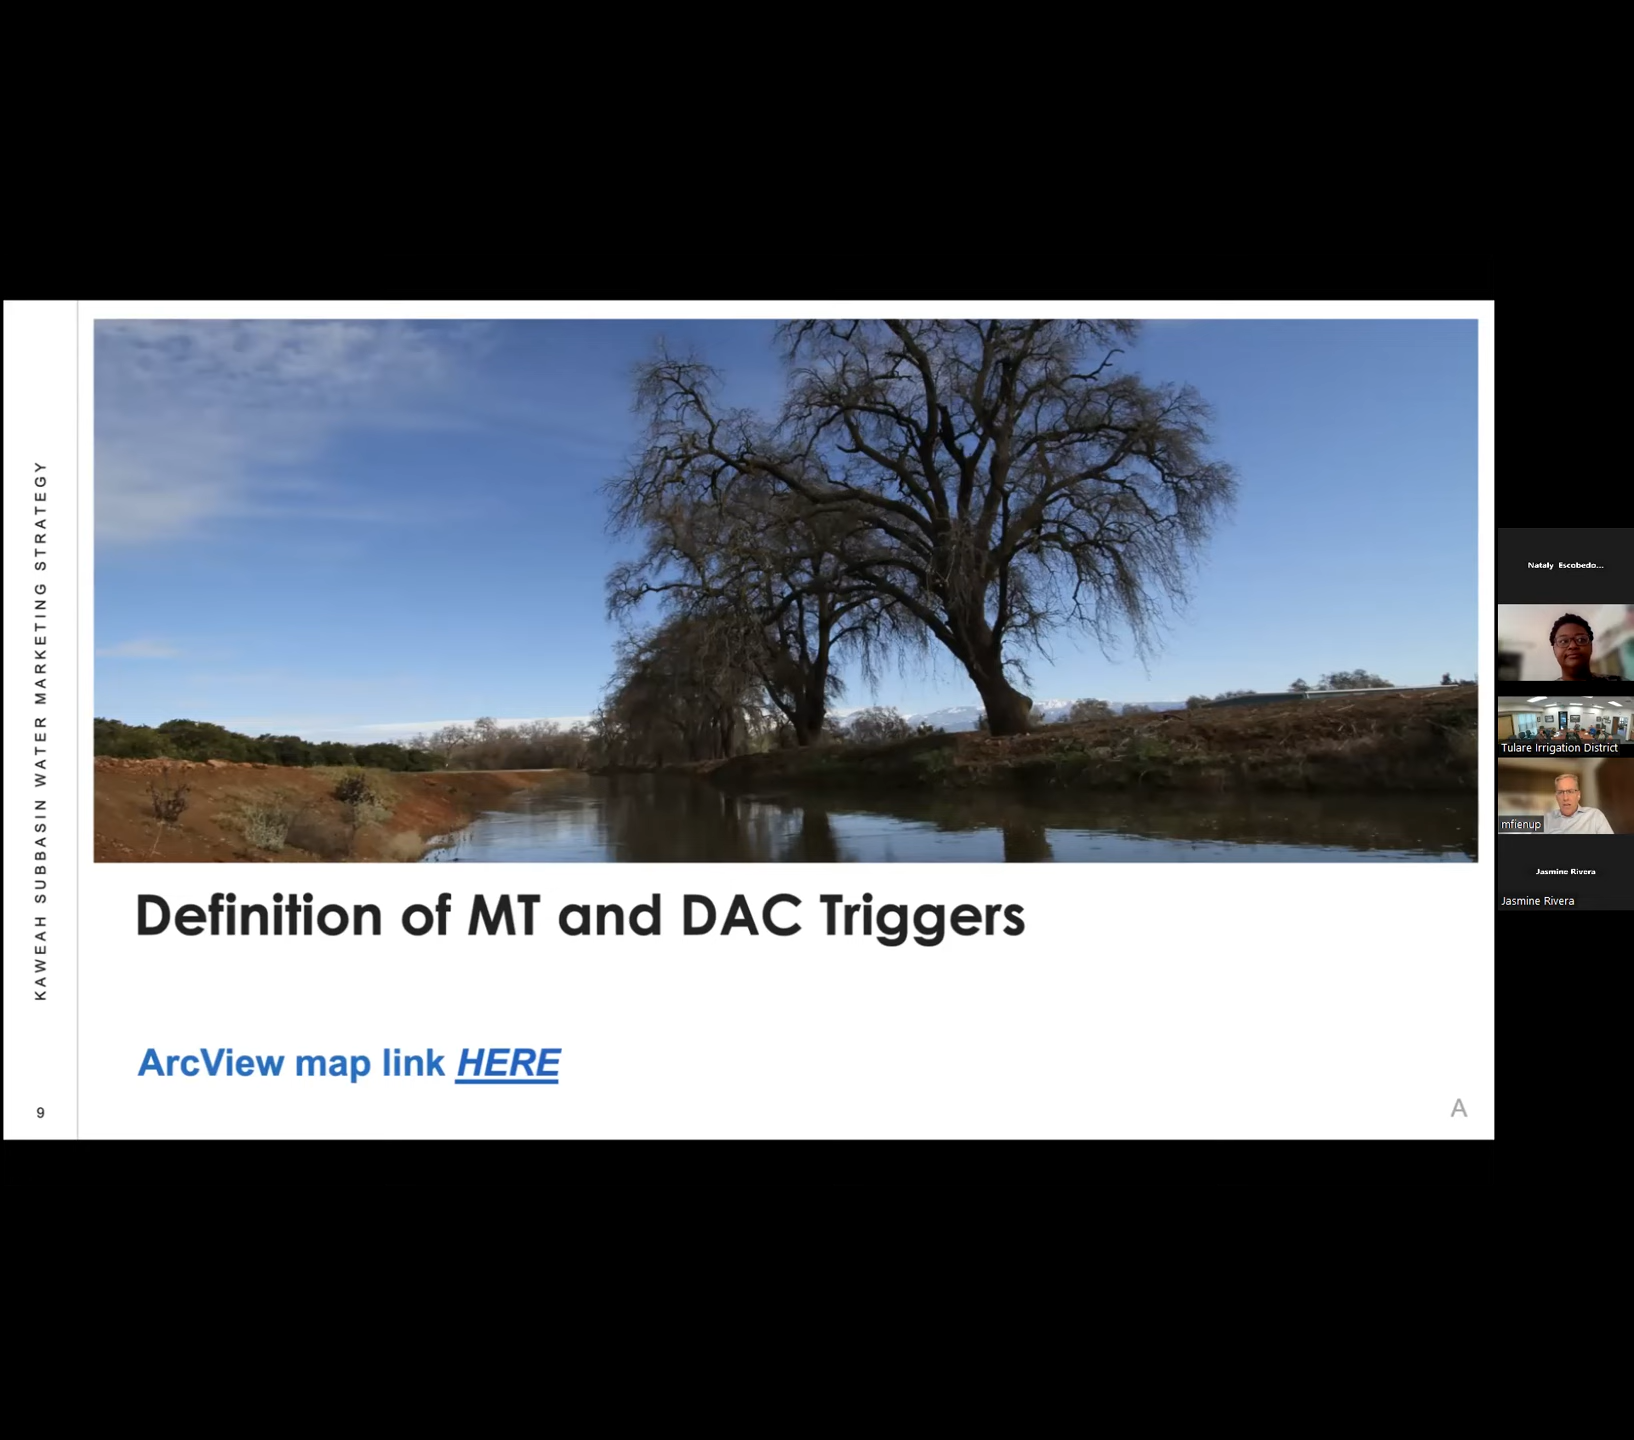 KAWEAH SUBBASIN WATER MARKETING STRATEGY
Definition of MT and DAC Triggers
ArcView map link HERE
9
A
Nataly Escobedo...
Tulare Irrigation District
mfienup
Jasmine Rivera
Jasmine Rivera